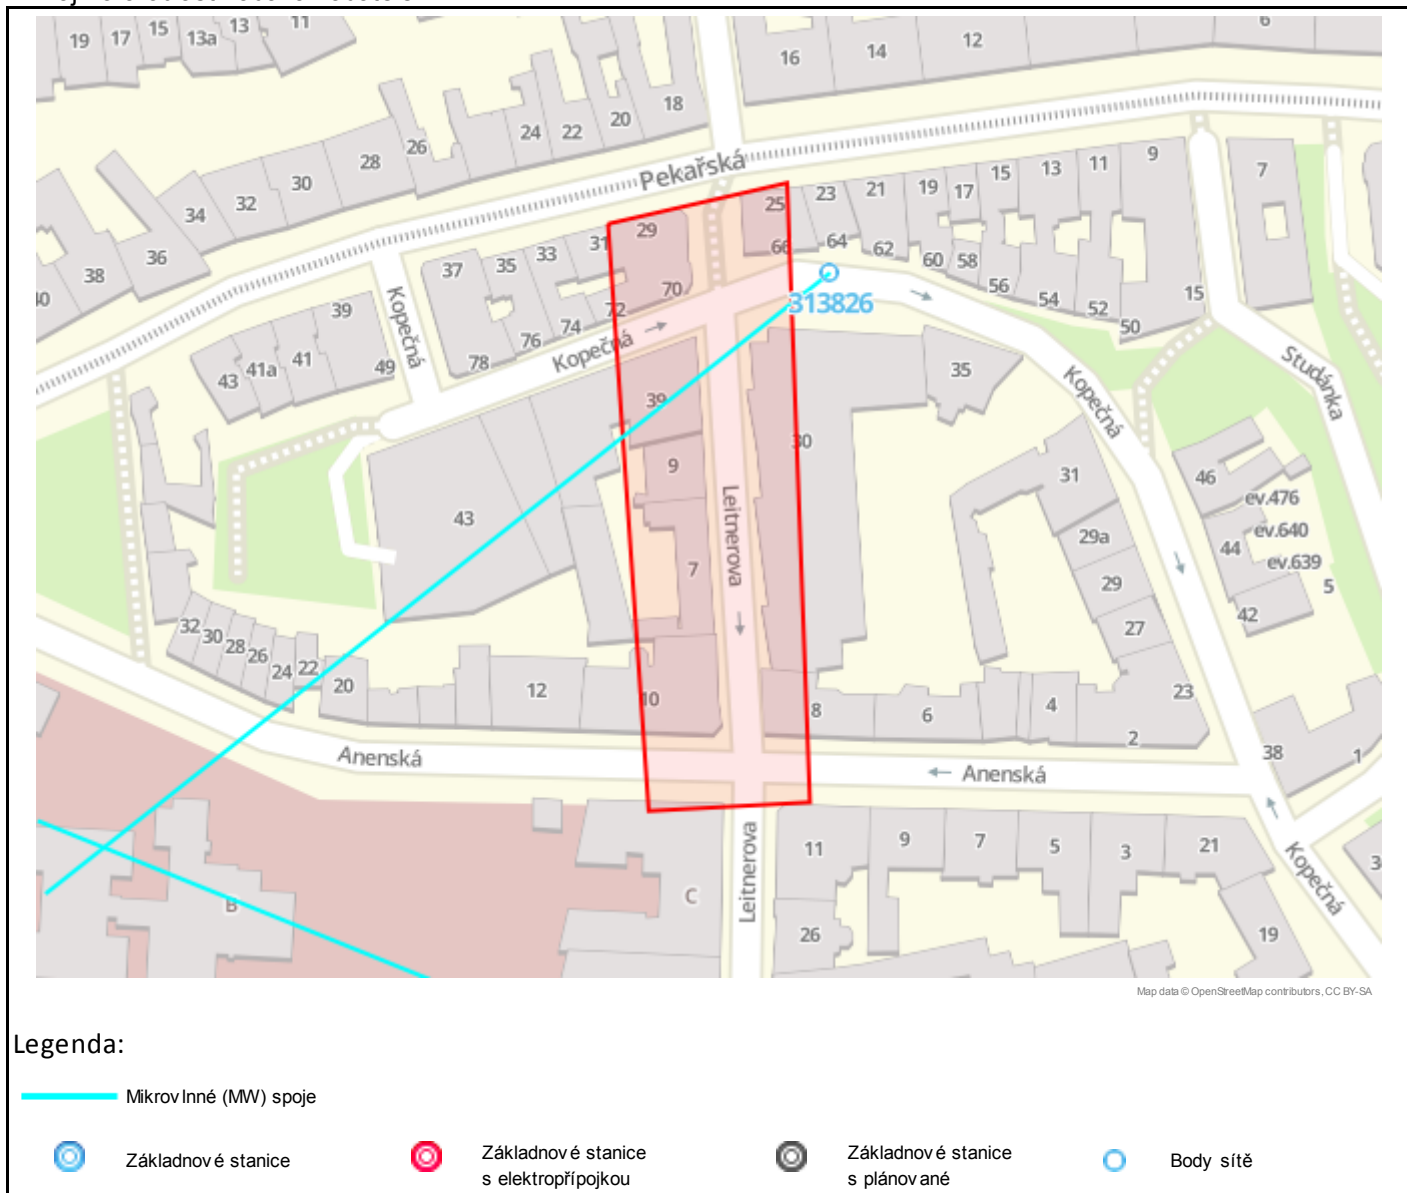 19 17 15 13a 13 11
16 14 12 6
18 20 22 24 26 28 30 32 34 36 38 40
Pekařská
25 23 21 19 17 15 13 11 9 7
66 64 62 60 58 56 54 52 50 15
37 35 33 31 29
78 76 74 72 70
313826
Kopečná
Kopečná
39 41 41a 43 49
39 35 30
Kopečná
Studánka
43 9 7
Leitnerova
31 29a 29 27 23
46 ev.476
44 ev.640
ev.639
42 5
32 30 28 26 24 22 20 12 10
8 6 4 2
38 1
Anenská
Anenská
11 9 7 5 3 21
Kopečná
Leitnerova
B C 26 19
Map data © OpenStreetMap contributors, CC BY-SA
Legenda:
Mikrovlnné (MW) spoje
Základnové stanice
Základnové stanice
s elektropřípojkou
Základnové stanice
s plánované
Body sítě